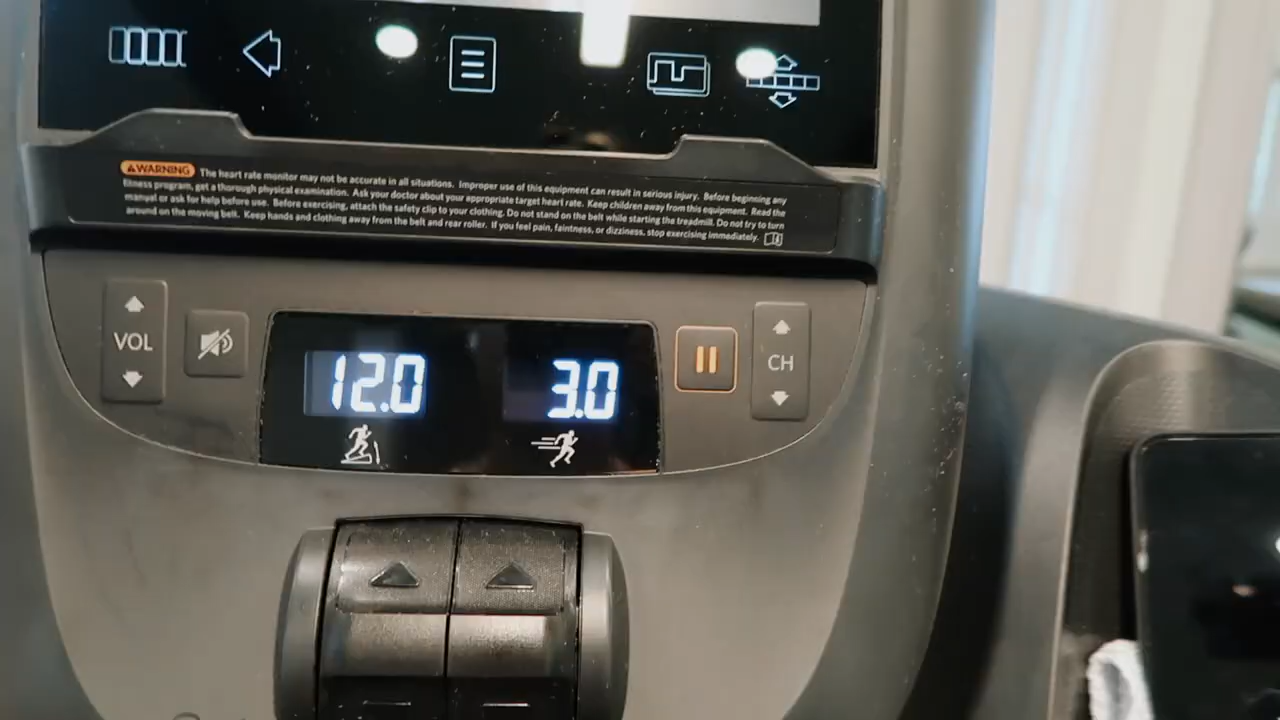 WARNING The heart rate monitor may not be accurate in all situations. Improper use of this equipment can result in serious injury. Before beginning any
fitness program, get a thorough physical examination. Ask your doctor about your appropriate target heart rate. Keep children away from this equipment. Read the
manual or ask for help before use. Before exercising, attach the safety clip to your clothing. Do not stand on the belt while starting the treadmill. Do not try to turn
around on the moving belt. Keep hands and clothing away from the belt and rear roller. If you feel pain, faintness, or dizziness, stop exercising immediately.
VOL
12.0
3.0
CH